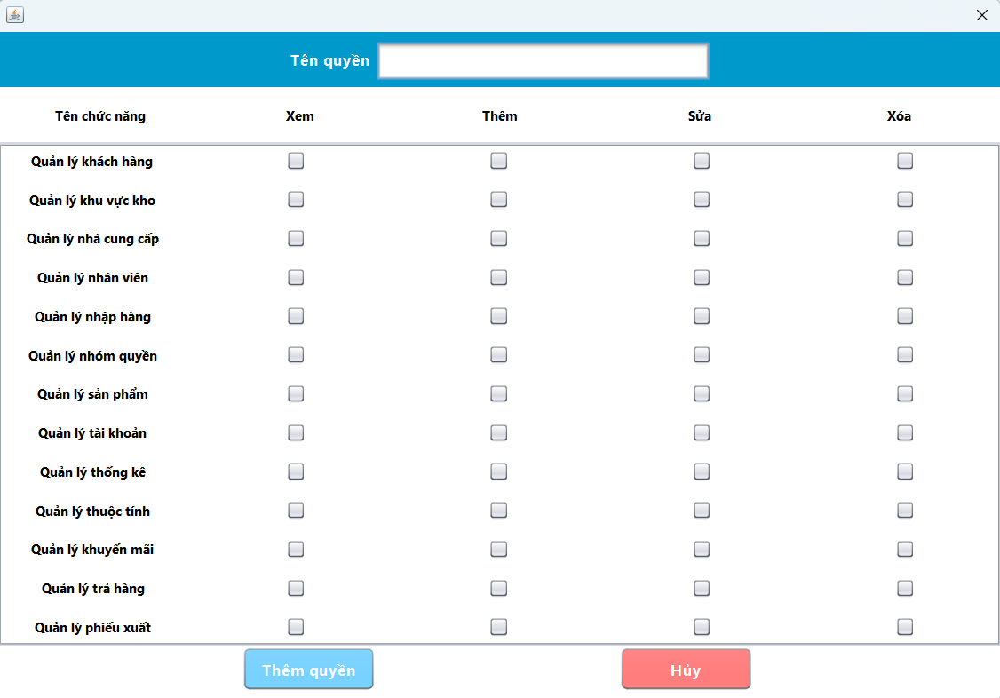 Tên quyền
Tên chức năng Xem Thêm Sửa Xóa
Quản lý khách hàng
Quản lý khu vực kho
Quản lý nhà cung cấp
Quản lý nhân viên
Quản lý nhập hàng
Quản lý nhóm quyền
Quản lý sản phẩm
Quản lý tài khoản
Quản lý thống kê
Quản lý thuộc tính
Quản lý khuyến mãi
Quản lý trả hàng
Quản lý phiếu xuất
Thêm quyền Hủy